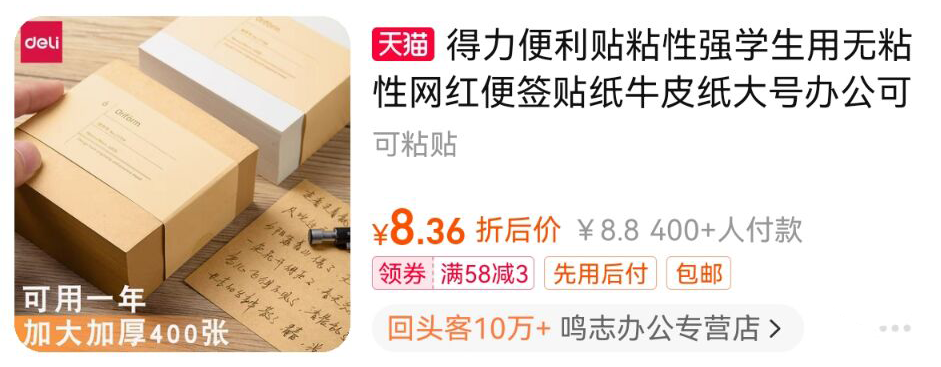 deli
Oriform
可用一年
加大加厚400张
天猫 得力便利贴粘性强学生用无粘
性网红便签贴纸牛皮纸大号办公可
可粘贴
¥8.36 折后价 ¥8.8 400+人付款
领券 满58减3 先用后付 包邮
回头客10万+ 鸣志办公专营店 >